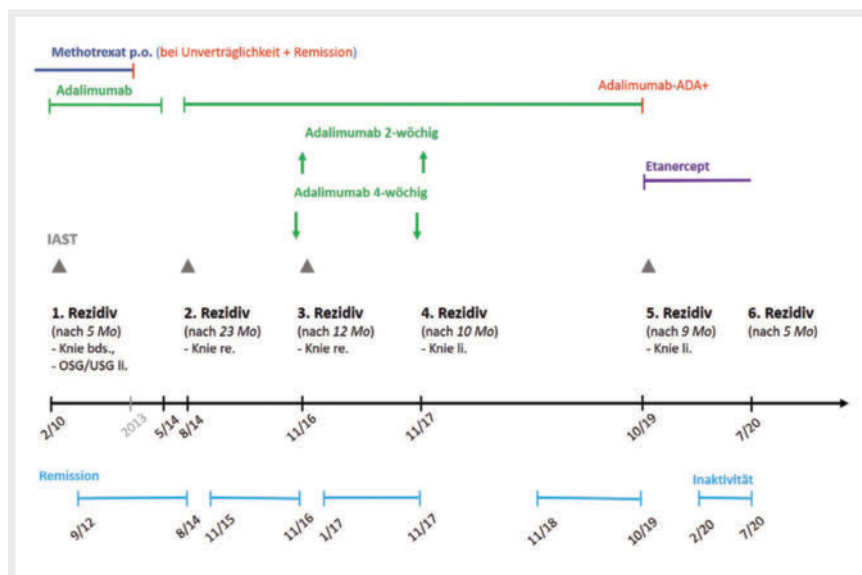 Methotrexat p.o. (bei Unverträglichkeit + Remission)
Adalimumab
Adalimumab-ADA+
Adalimumab 2-wöchig
Etanercept
Adalimumab 4-wöchig
IAST
1. Rezidiv
(nach 5 Mo)
- Knie bds.,
- OSG/USG li.
2. Rezidiv
(nach 23 Mo)
- Knie re.
3. Rezidiv
(nach 12 Mo)
- Knie re.
4. Rezidiv
(nach 10 Mo)
- Knie li.
5. Rezidiv
(nach 9 Mo)
- Knie li.
6. Rezidiv
(nach 5 Mo)
2/10
2013
5/14
8/14
11/16
11/17
10/19
7/20
Remission
Inaktivität
9/12
8/14
11/15
11/16
1/17
11/17
11/18
10/19
2/20
7/20